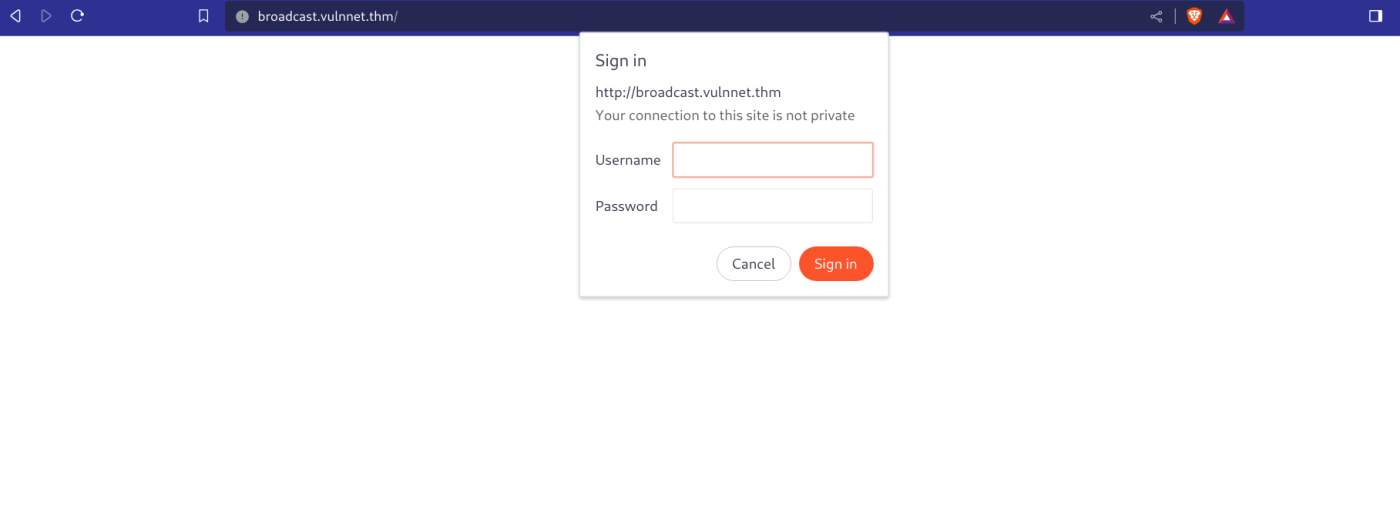 broadcast.vulnnet.thm/
Sign in
http://broadcast.vulnnet.thm
Your connection to this site is not private
Username
Password
Cancel
Sign in